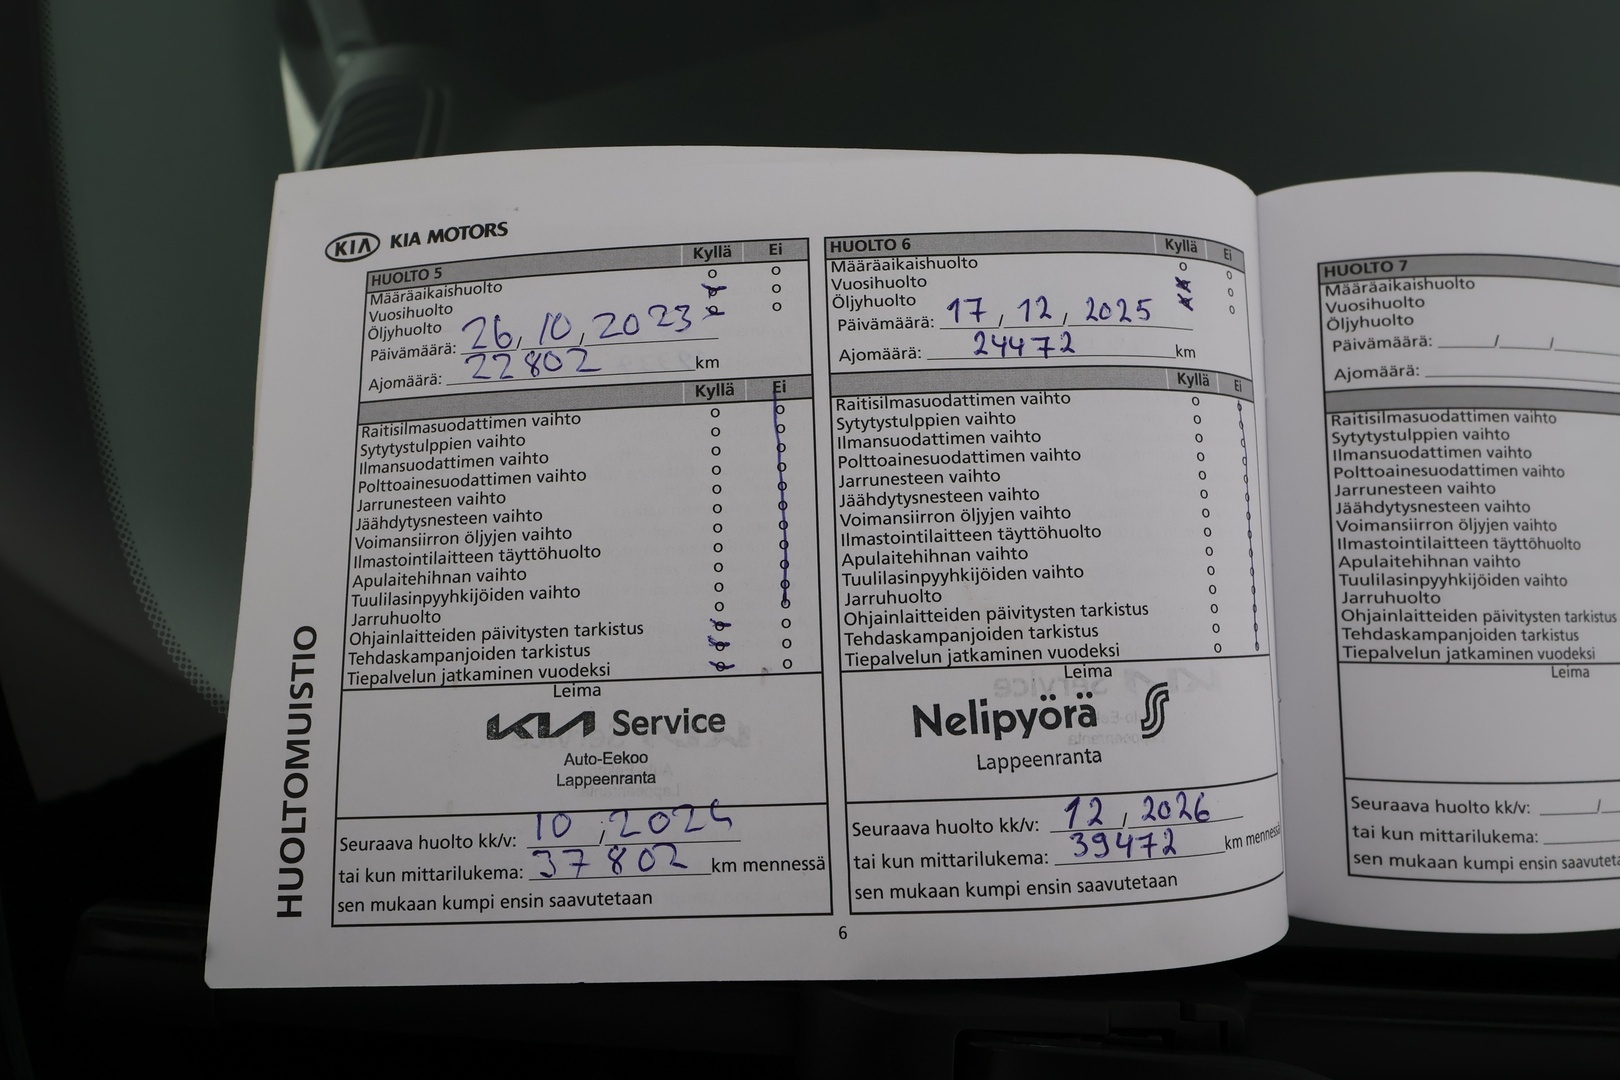 KIA KIA MOTORS
HUOLTOMUISTIO
HUOLTO 5 Kyllä Ei
Määräaikaishuolto o o
Vuosihuolto o
Öljyhuolto o
Päivämäärä: 26, 10, 2023
Ajomäärä: 22802 km
Kyllä Ei
Raitisilmasuodattimen vaihto o o
Sytytystulppien vaihto o o
Ilmansuodattimen vaihto o o
Polttoainesuodattimen vaihto o o
Jarrunesteen vaihto o o
Jäähdytysnesteen vaihto o o
Voimansiirron öljyjen vaihto o o
Ilmastointilaitteen täyttöhuolto o o
Apulaitehihnan vaihto o o
Tuulilasinpyyhkijöiden vaihto o o
Jarruhuolto o o
Ohjainlaitteiden päivitysten tarkistus o o
Tehdaskampanjoiden tarkistus o o
Tiepalvelun jatkaminen vuodeksi o o
Leima
KIA Service
Auto-Eekoo
Lappeenranta
Seuraava huolto kk/v: 10 , 2024
tai kun mittarilukema: 37802 km mennessä
sen mukaan kumpi ensin saavutetaan
HUOLTO 6 Kyllä Ei
Määräaikaishuolto o o
Vuosihuolto x o
Öljyhuolto x o
Päivämäärä: 17, 12, 2025
Ajomäärä: 24472 km
Kyllä Ei
Raitisilmasuodattimen vaihto o o
Sytytystulppien vaihto o o
Ilmansuodattimen vaihto o o
Polttoainesuodattimen vaihto o o
Jarrunesteen vaihto o o
Jäähdytysnesteen vaihto o o
Voimansiirron öljyjen vaihto o o
Ilmastointilaitteen täyttöhuolto o o
Apulaitehihnan vaihto o o
Tuulilasinpyyhkijöiden vaihto o o
Jarruhuolto o o
Ohjainlaitteiden päivitysten tarkistus o o
Tehdaskampanjoiden tarkistus o o
Tiepalvelun jatkaminen vuodeksi o o
Leima
Nelipyörä
Lappeenranta
Seuraava huolto kk/v: 12 , 2026
tai kun mittarilukema: 39472 km mennessä
sen mukaan kumpi ensin saavutetaan
6
HUOLTO 7
Määräaikaishuolto
Vuosihuolto
Öljyhuolto
Päivämäärä: ____/____/
Ajomäärä:
Raitisilmasuodattimen vaihto
Sytytystulppien vaihto
Ilmansuodattimen vaihto
Polttoainesuodattimen vaihto
Jarrunesteen vaihto
Jäähdytysnesteen vaihto
Voimansiirron öljyjen vaihto
Ilmastointilaitteen täyttöhuolto
Apulaitehihnan vaihto
Tuulilasinpyyhkijöiden vaihto
Jarruhuolto
Ohjainlaitteiden päivitysten tarkistus
Tehdaskampanjoiden tarkistus
Tiepalvelun jatkaminen vuodeksi
Leima
Seuraava huolto kk/v: ____/
tai kun mittarilukema:
sen mukaan kumpi ensin saavuteta